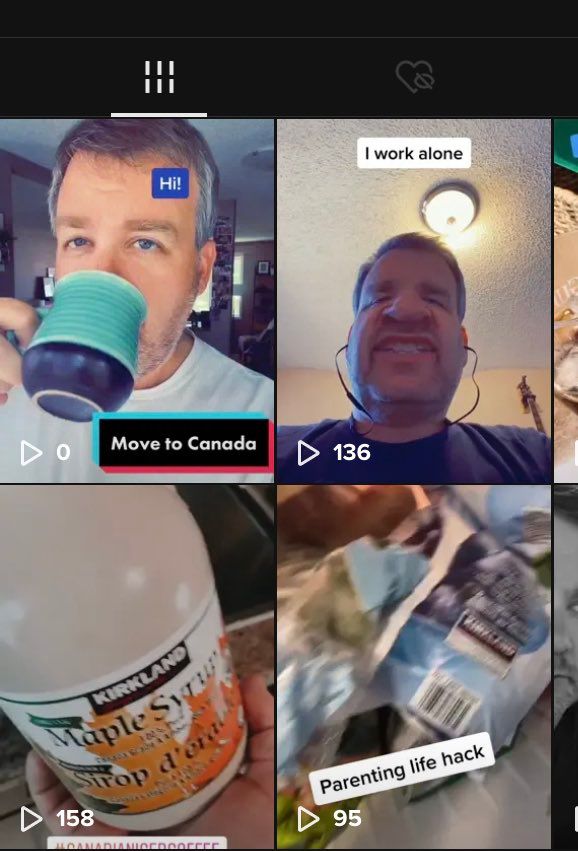 Hi!
Move to Canada
0
I work alone
136
KIRKLAND
Maple Syrup
Sirop d'érable
158
#CANADIANICEDCOFFEE
KIRKLAND
Parenting life hack
95